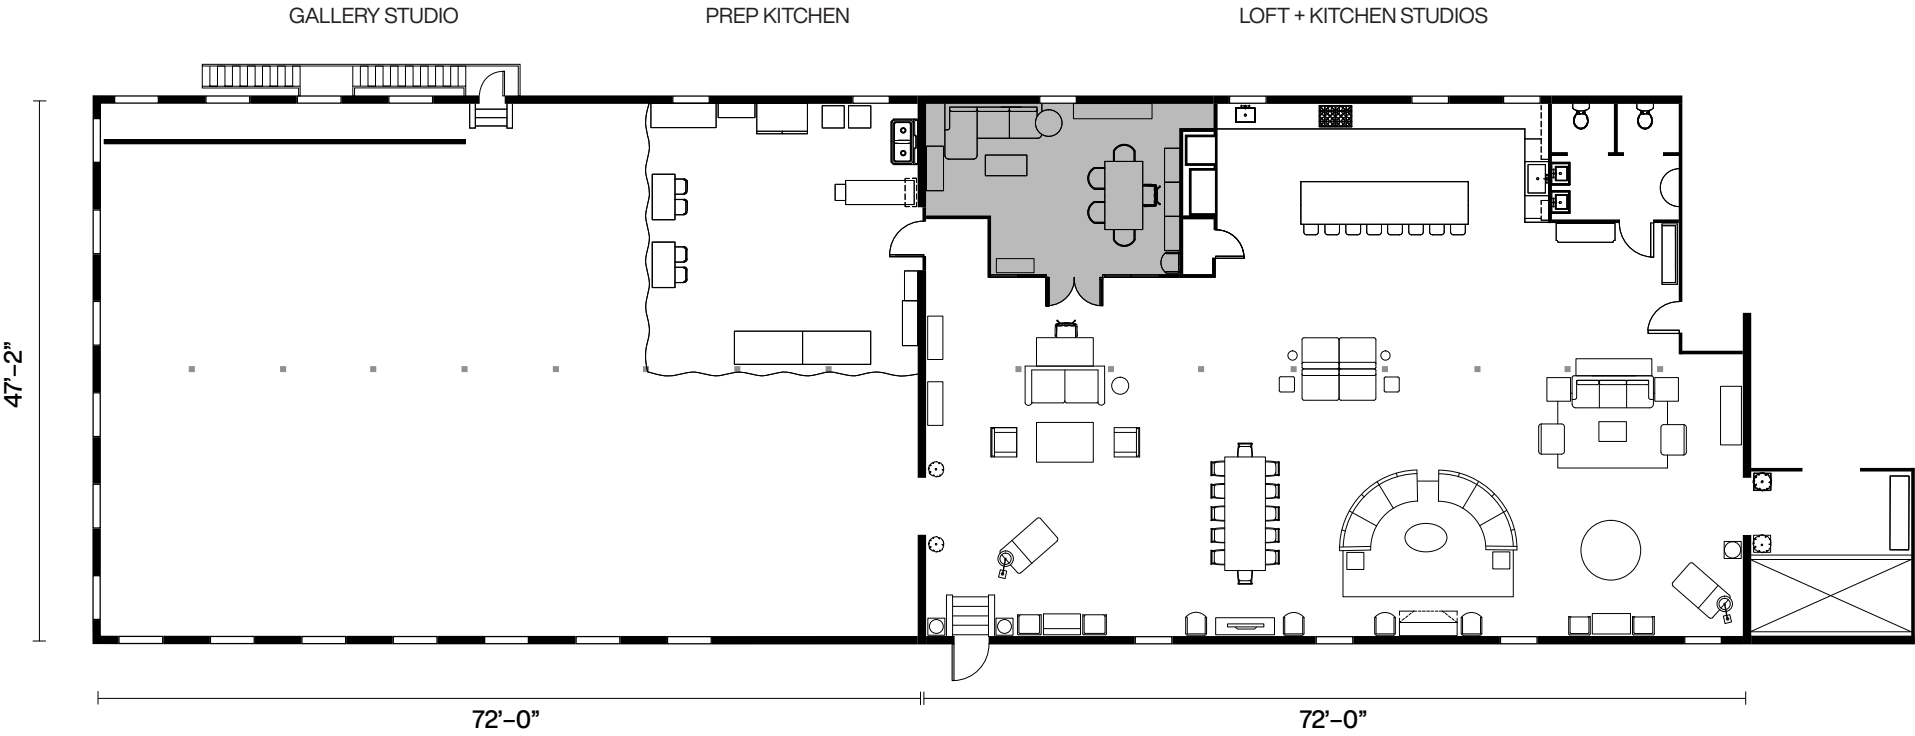 GALLERY STUDIO
PREP KITCHEN
LOFT + KITCHEN STUDIOS
47’–2”
72’–0”
72’–0”